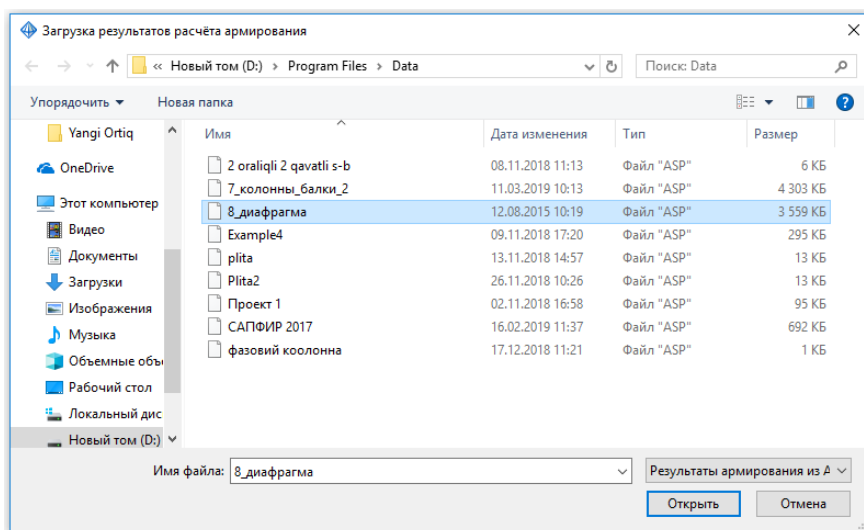 Загрузка результатов расчёта армирования
« Новый том (D:) > Program Files > Data
Поиск: Data
Упорядочить Новая папка
Yangi Ortiq
OneDrive
Этот компьютер
Видео
Документы
Загрузки
Изображения
Музыка
Объемные объ
Рабочий стол
Локальный дис
Новый том (D:)
Имя Дата изменения Тип Размер
2 oraliqli 2 qavatli s-b 08.11.2018 11:13 Файл "ASP" 6 КБ
7_колонны_балки_2 11.03.2019 10:13 Файл "ASP" 4 303 КБ
8_диафрагма 12.08.2015 10:19 Файл "ASP" 3 559 КБ
Example4 09.11.2018 17:20 Файл "ASP" 295 КБ
plita 13.11.2018 14:57 Файл "ASP" 13 КБ
Plita2 26.11.2018 10:26 Файл "ASP" 13 КБ
Проект 1 02.11.2018 16:58 Файл "ASP" 95 КБ
САПФИР 2017 16.02.2019 11:37 Файл "ASP" 692 КБ
фазовий коолонна 17.12.2018 11:21 Файл "ASP" 1 КБ
Имя файла: 8_диафрагма
Результаты армирования из А
Открыть Отмена